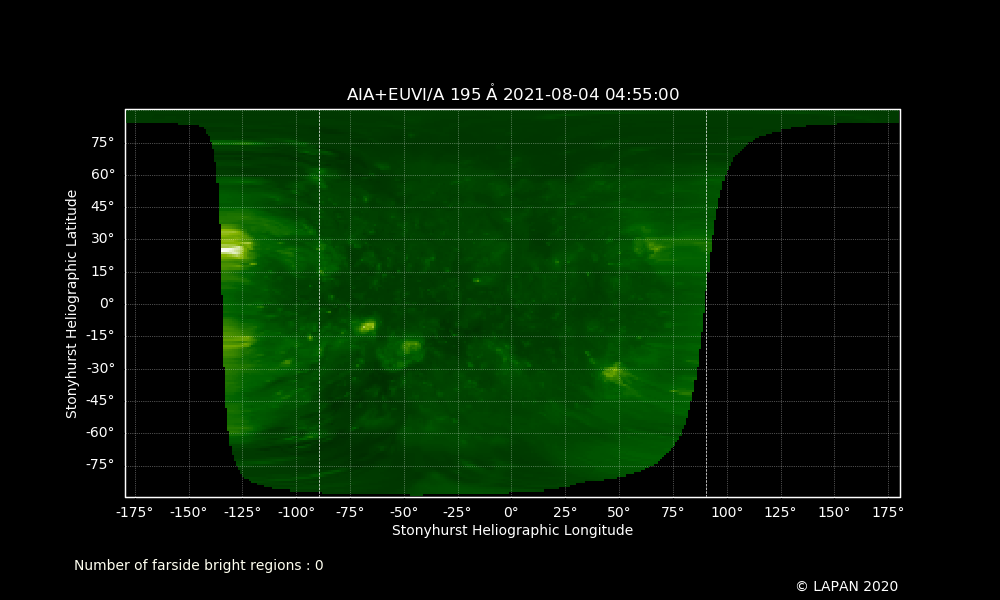 AIA+EUVI/A 195 Å 2021-08-04 04:55:00
Stonyhurst Heliographic Latitude
75°
60°
45°
30°
15°
0°
-15°
-30°
-45°
-60°
-75°
-175° -150° -125° -100° -75° -50° -25° 0° 25° 50° 75° 100° 125° 150° 175°
Stonyhurst Heliographic Longitude
Number of farside bright regions : 0
© LAPAN 2020